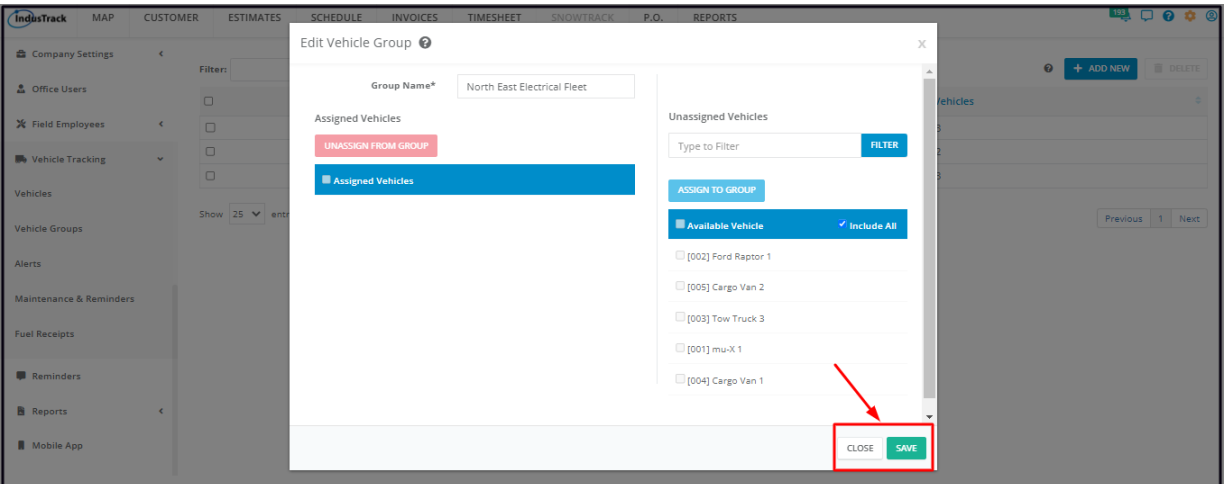 IndusTrack MAP CUSTOMER ESTIMATES SCHEDULE INVOICES TIMESHEET SNOWTRACK P.O. REPORTS 193
Company Settings
Office Users
Field Employees
Vehicle Tracking
Vehicles
Vehicle Groups
Alerts
Maintenance & Reminders
Fuel Receipts
Reminders
Reports
Mobile App
Filter:
+ ADD NEW DELETE
Vehicles
3
2
3
Show 25 entr
Previous 1 Next
Edit Vehicle Group ? x
Group Name* North East Electrical Fleet
Assigned Vehicles
UNASSIGN FROM GROUP
Assigned Vehicles
Unassigned Vehicles
Type to Filter FILTER
ASSIGN TO GROUP
Available Vehicle Include All
[002] Ford Raptor 1
[005] Cargo Van 2
[003] Tow Truck 3
[001] mu-X 1
[004] Cargo Van 1
CLOSE SAVE